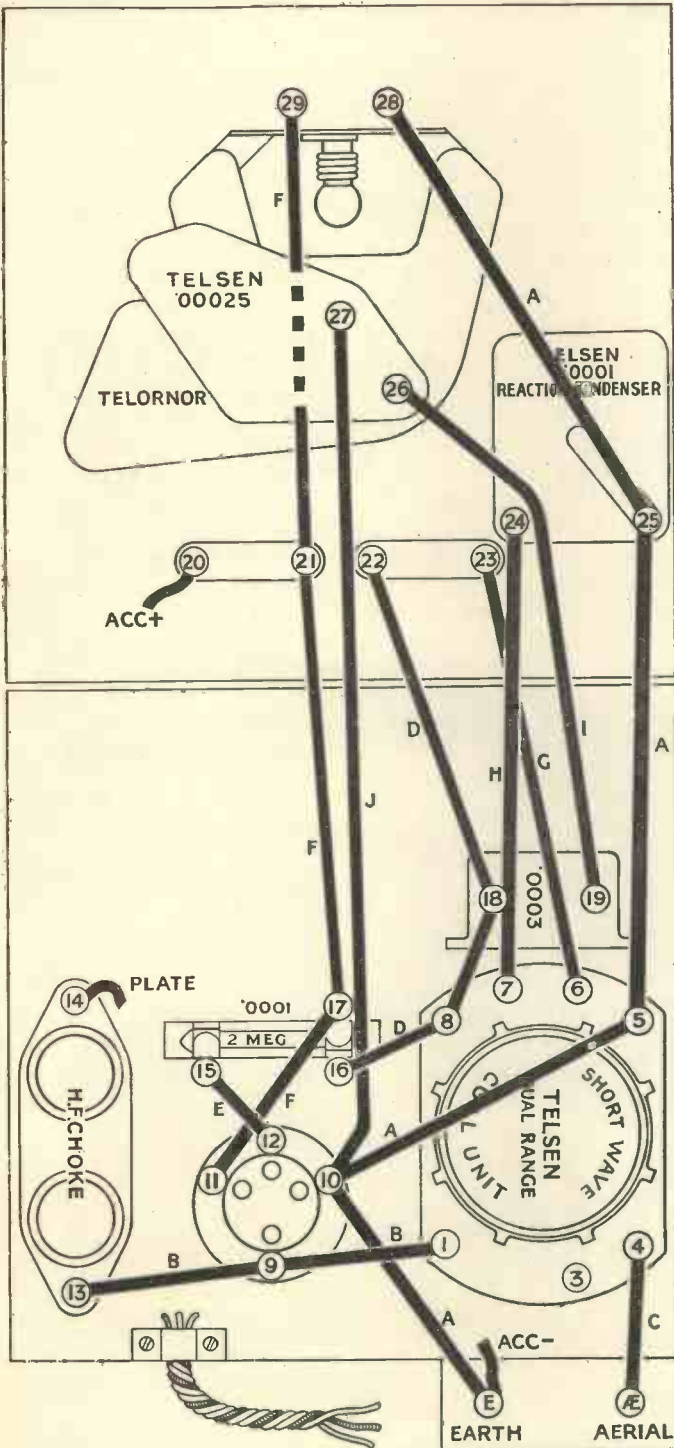 29
28
F
TELSEN
'00025
27
A
ELSEN
'0001
REACTION NDENSER
TELORNOR
26
24
25
20
21
22
23
ACC+
D
H
G
I
A
F
J
18
'0003
19
14
PLATE
'0001
17
7
6
2 MEG
8
D
5
15
16
E
F
12
A
H.F.CHOKE
11
10
TELSEN
DUAL RANGE
SHORT WAVE
COIL UNIT
1
4
B
9
B
3
13
A
C
ACC-
E
Æ
EARTH
AERIAL